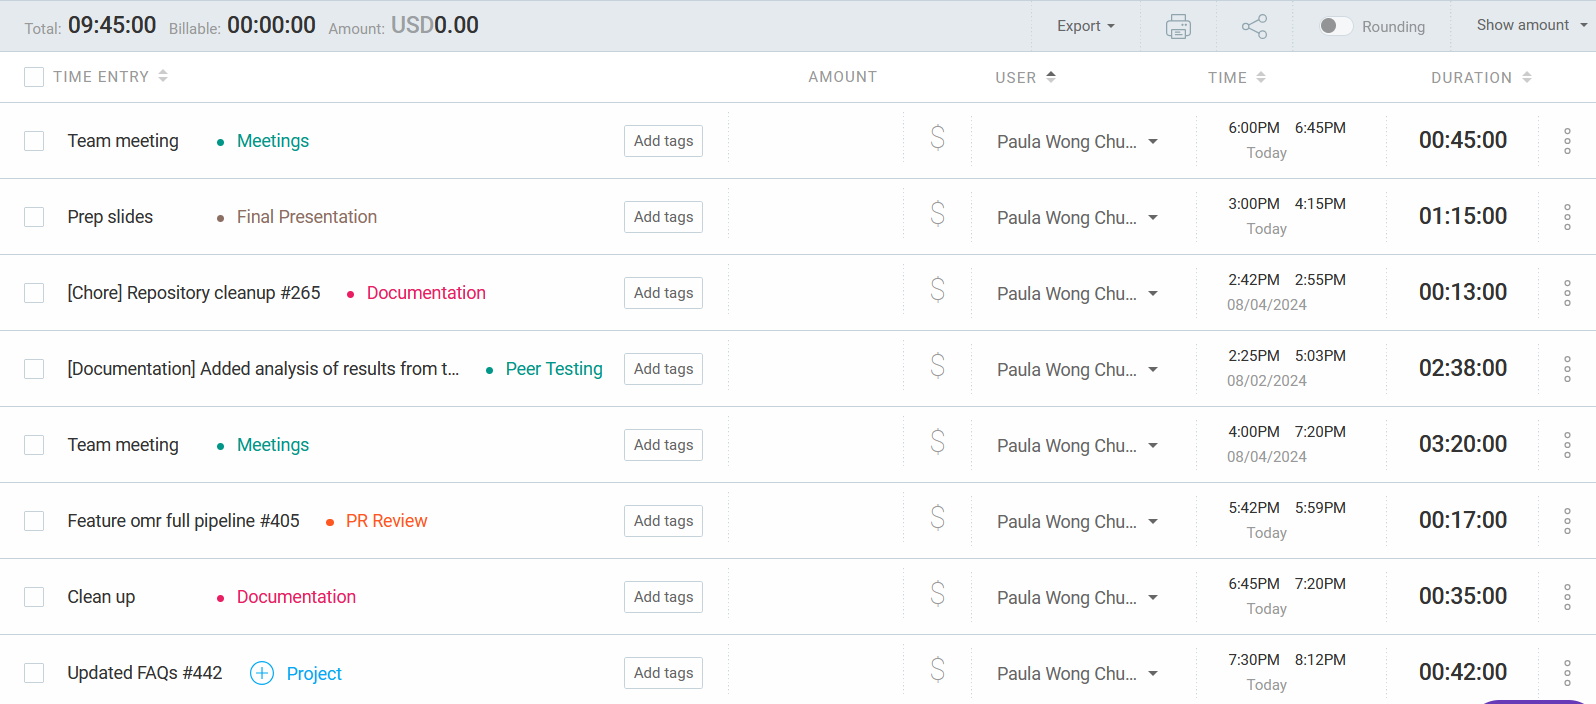 Total: 09:45:00 Billable: 00:00:00 Amount: USD0.00 Export Rounding Show amount
TIME ENTRY AMOUNT USER TIME DURATION
Team meeting • Meetings Add tags $ Paula Wong Chu... 6:00PM 6:45PM 00:45:00
Today
Prep slides • Final Presentation Add tags $ Paula Wong Chu... 3:00PM 4:15PM 01:15:00
Today
[Chore] Repository cleanup #265 • Documentation Add tags $ Paula Wong Chu... 2:42PM 2:55PM 00:13:00
08/04/2024
[Documentation] Added analysis of results from t... • Peer Testing Add tags $ Paula Wong Chu... 2:25PM 5:03PM 02:38:00
08/02/2024
Team meeting • Meetings Add tags $ Paula Wong Chu... 4:00PM 7:20PM 03:20:00
08/04/2024
Feature omr full pipeline #405 • PR Review Add tags $ Paula Wong Chu... 5:42PM 5:59PM 00:17:00
Today
Clean up • Documentation Add tags $ Paula Wong Chu... 6:45PM 7:20PM 00:35:00
Today
Updated FAQs #442 Project Add tags $ Paula Wong Chu... 7:30PM 8:12PM 00:42:00
Today